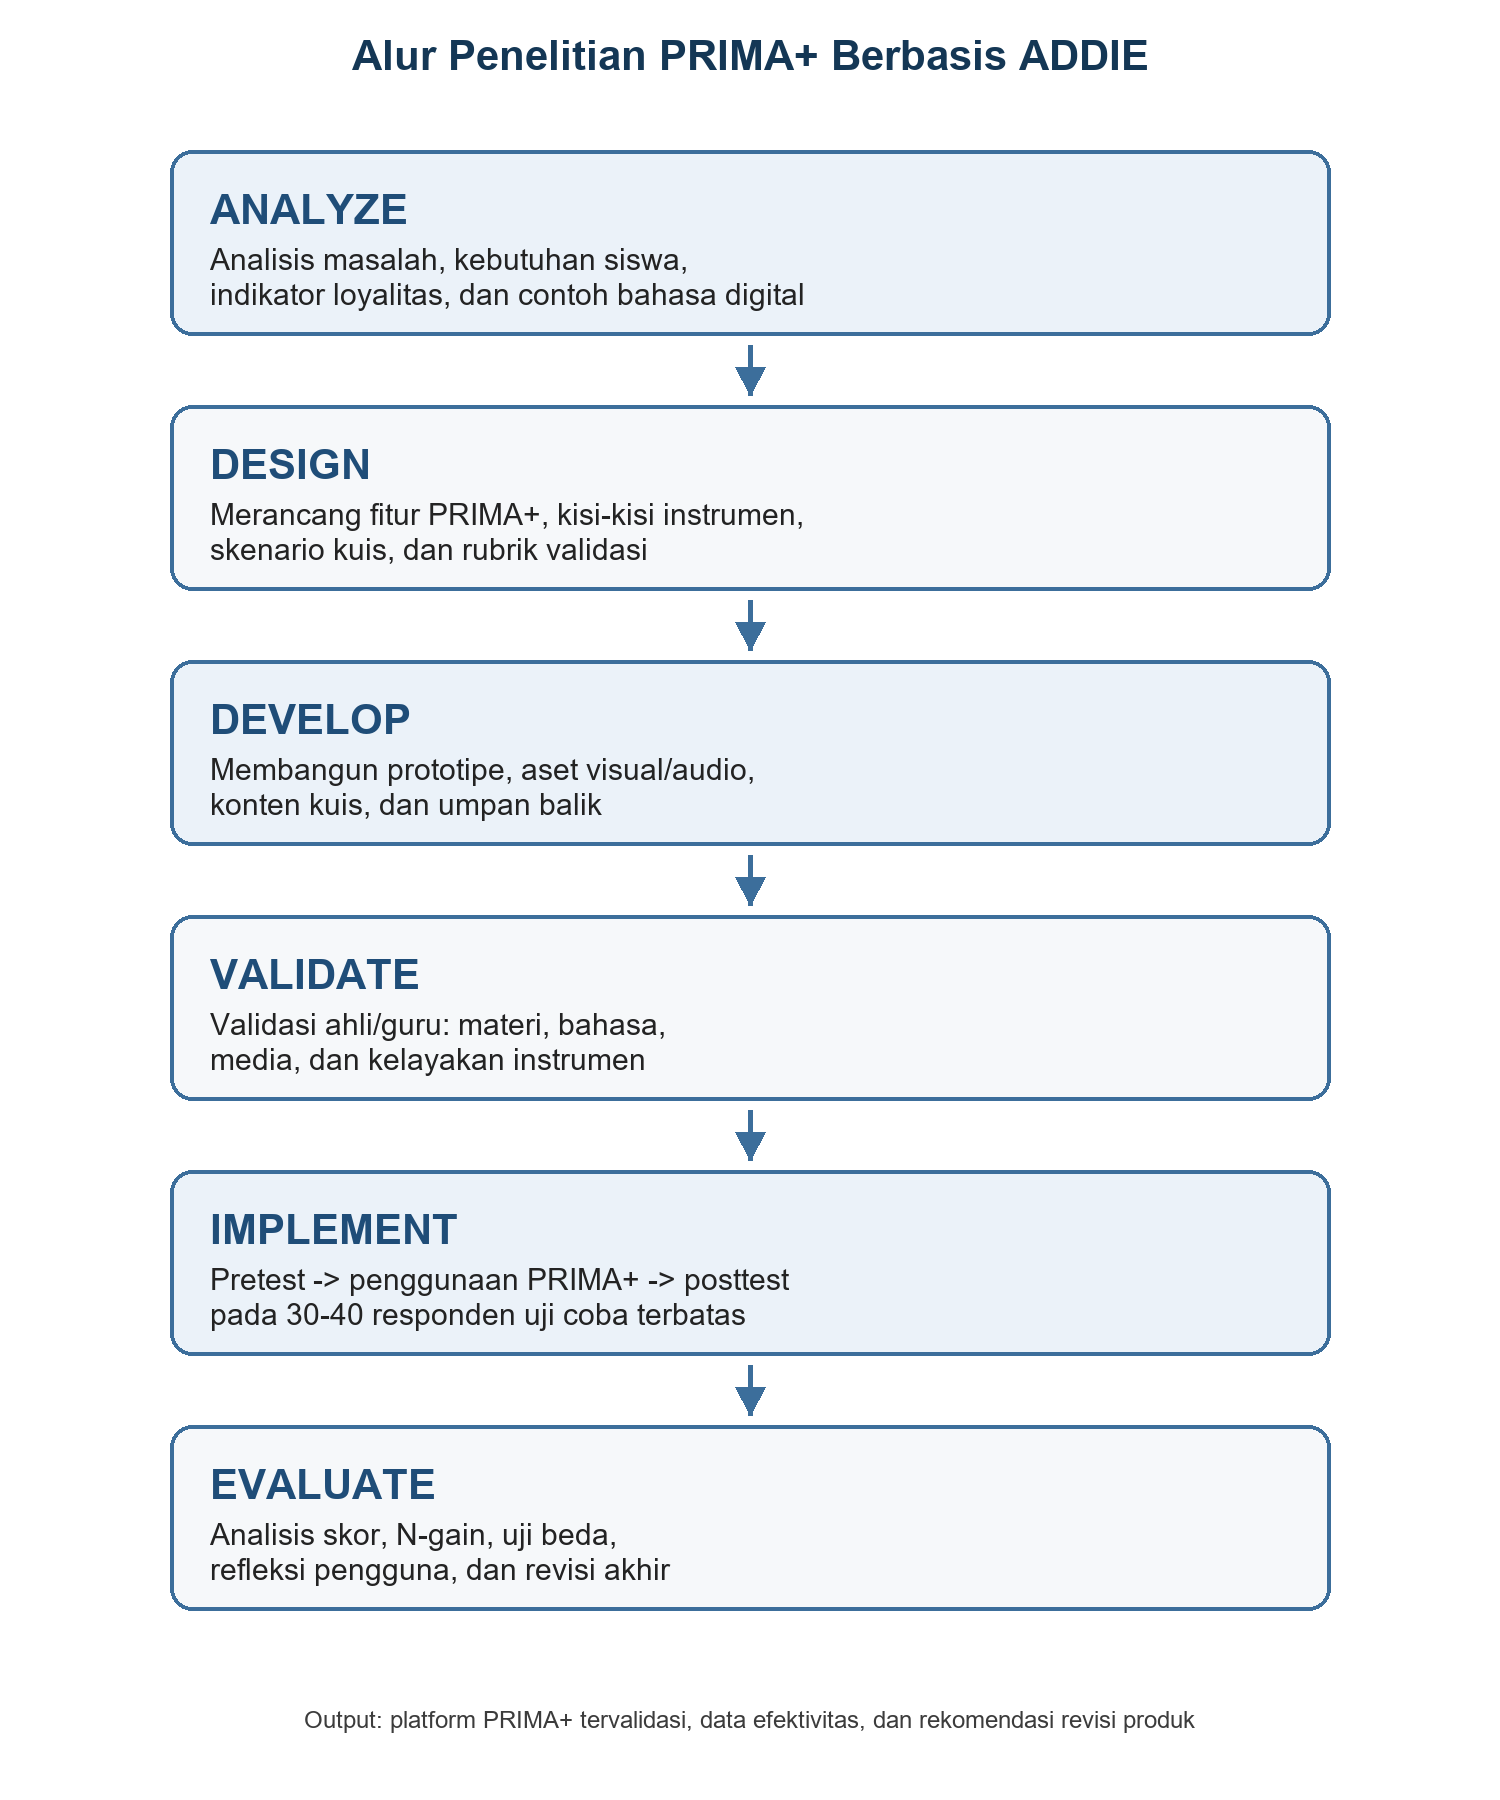 Alur Penelitian PRIMA+ Berbasis ADDIE
ANALYZE
Analisis masalah, kebutuhan siswa,
indikator loyalitas, dan contoh bahasa digital
DESIGN
Merancang fitur PRIMA+, kisi-kisi instrumen,
skenario kuis, dan rubrik validasi
DEVELOP
Membangun prototipe, aset visual/audio,
konten kuis, dan umpan balik
VALIDATE
Validasi ahli/guru: materi, bahasa,
media, dan kelayakan instrumen
IMPLEMENT
Pretest -> penggunaan PRIMA+ -> posttest
pada 30-40 responden uji coba terbatas
EVALUATE
Analisis skor, N-gain, uji beda,
refleksi pengguna, dan revisi akhir
Output: platform PRIMA+ tervalidasi, data efektivitas, dan rekomendasi revisi produk